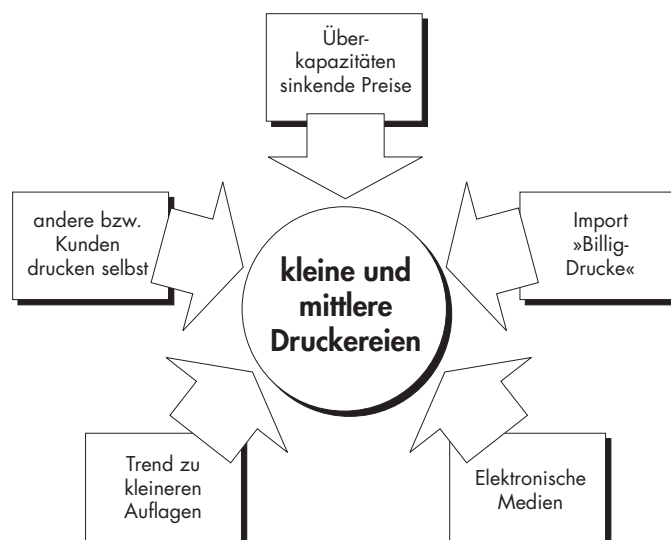 Über-
kapazitäten
sinkende Preise
andere bzw.
Kunden
drucken selbst
Import
»Billig-
Drucke«
kleine und
mittlere
Druckereien
Trend zu
kleineren
Auflagen
Elektronische
Medien